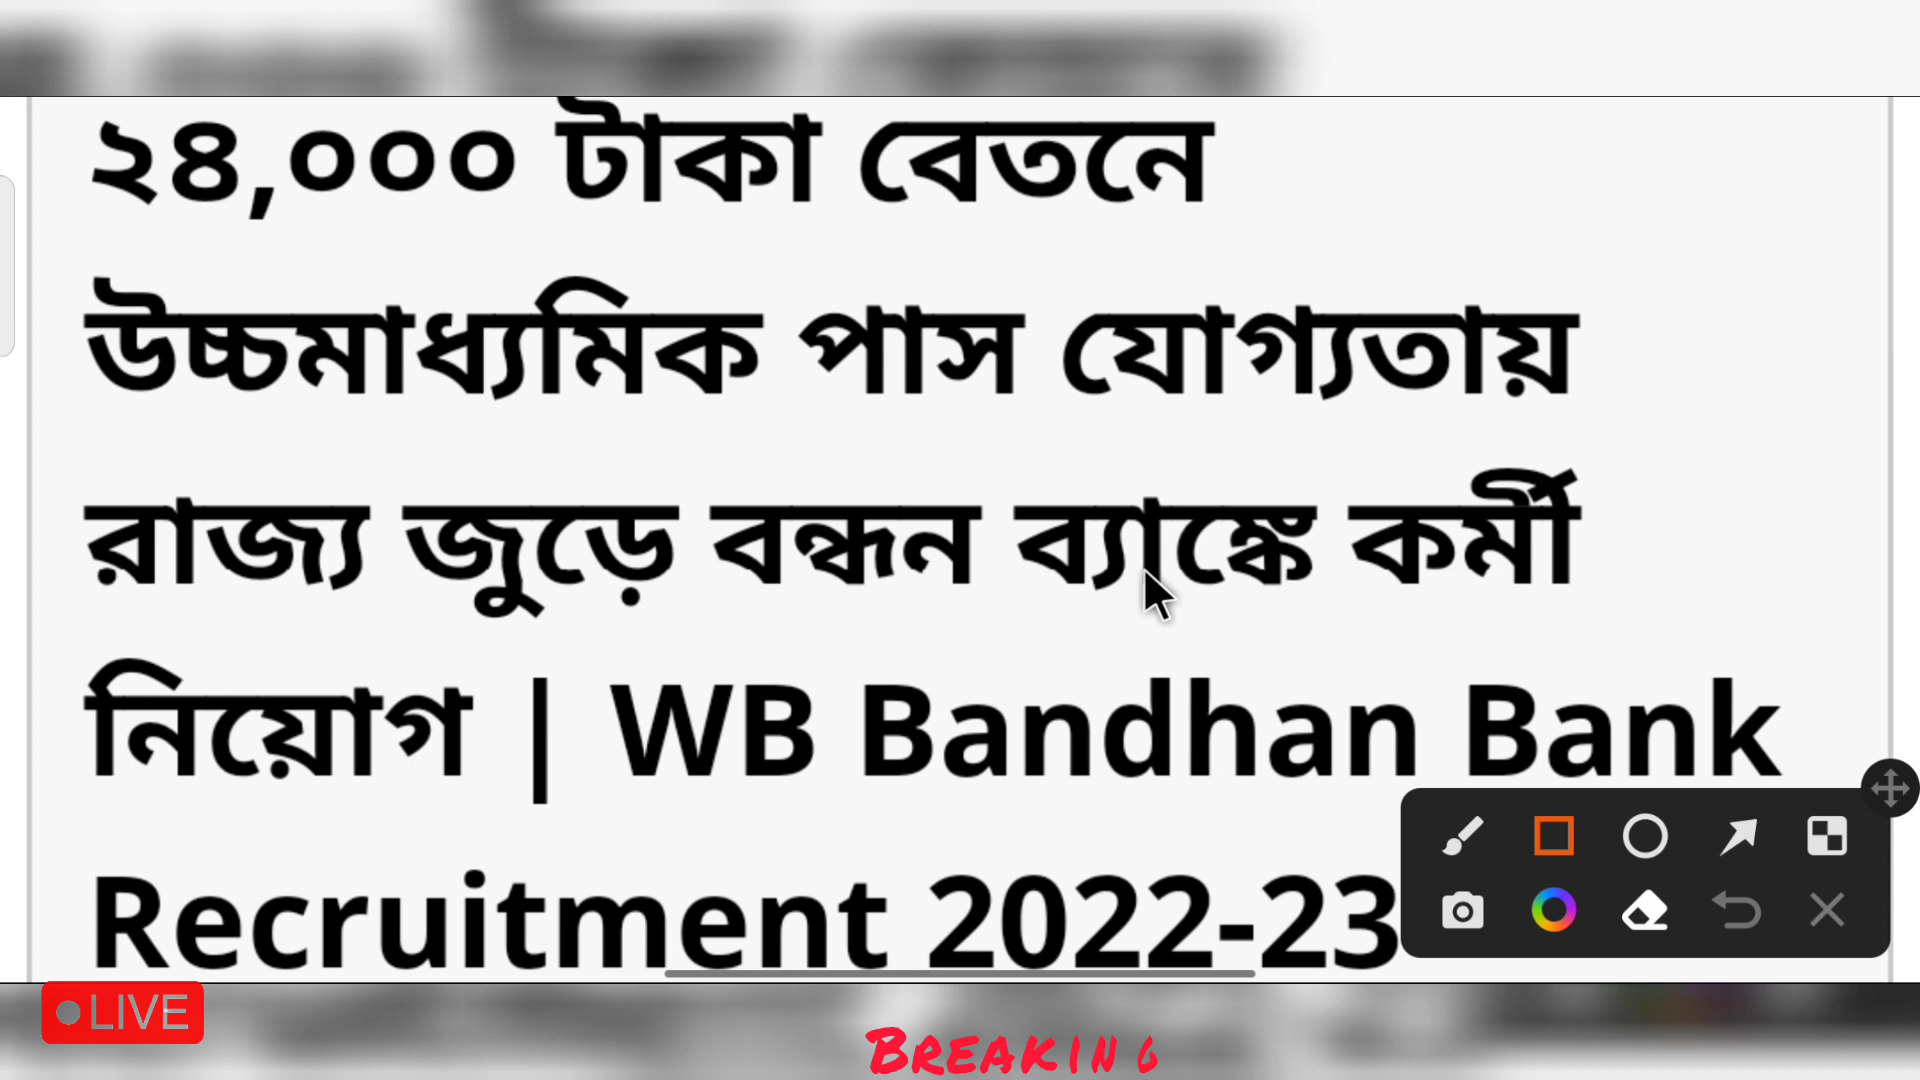 ২৪,০০০ টাকা বেতনে
উচ্চমাধ্যমিক পাস যোগ্যতায়
রাজ্য জুড়ে বন্ধন ব্যাঙ্কে কর্মী
নিয়োগ | WB Bandhan Bank
Recruitment 2022-23
LIVE
BREAKING